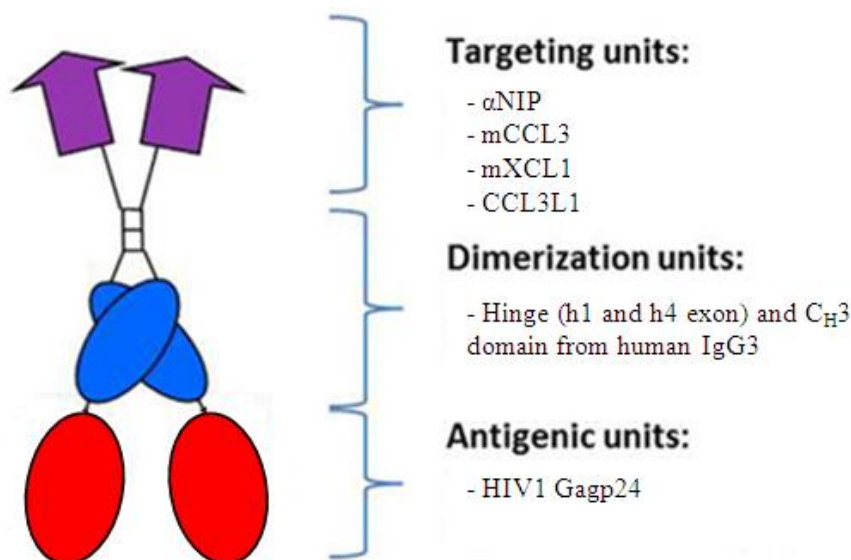 Targeting units:
- αNIP
- mCCL3
- mXCL1
- CCL3L1
Dimerization units:
- Hinge (h1 and h4 exon) and CH3
domain from human IgG3
Antigenic units:
- HIV1 Gagp24